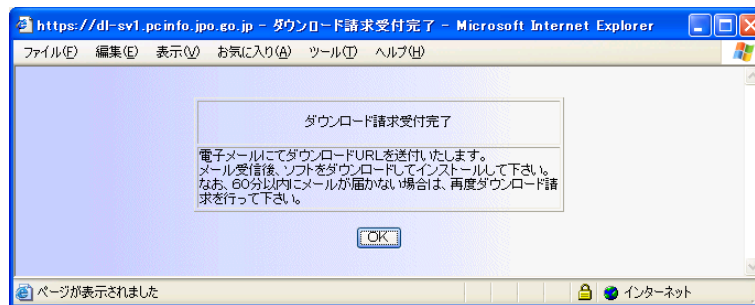 https://dl-sv1.pcinfo.jpo.go.jp - ダウンロード請求受付完了 - Microsoft Internet Explorer
ファイル(F) 編集(E) 表示(V) お気に入り(A) ツール(T) ヘルプ(H)
ダウンロード請求受付完了
電子メールにてダウンロードURLを送付いたします。
メール受信後、ソフトをダウンロードしてインストールして下さい。
なお、60分以内にメールが届かない場合は、再度ダウンロード請
求を行って下さい。
OK
ページが表示されました インターネット